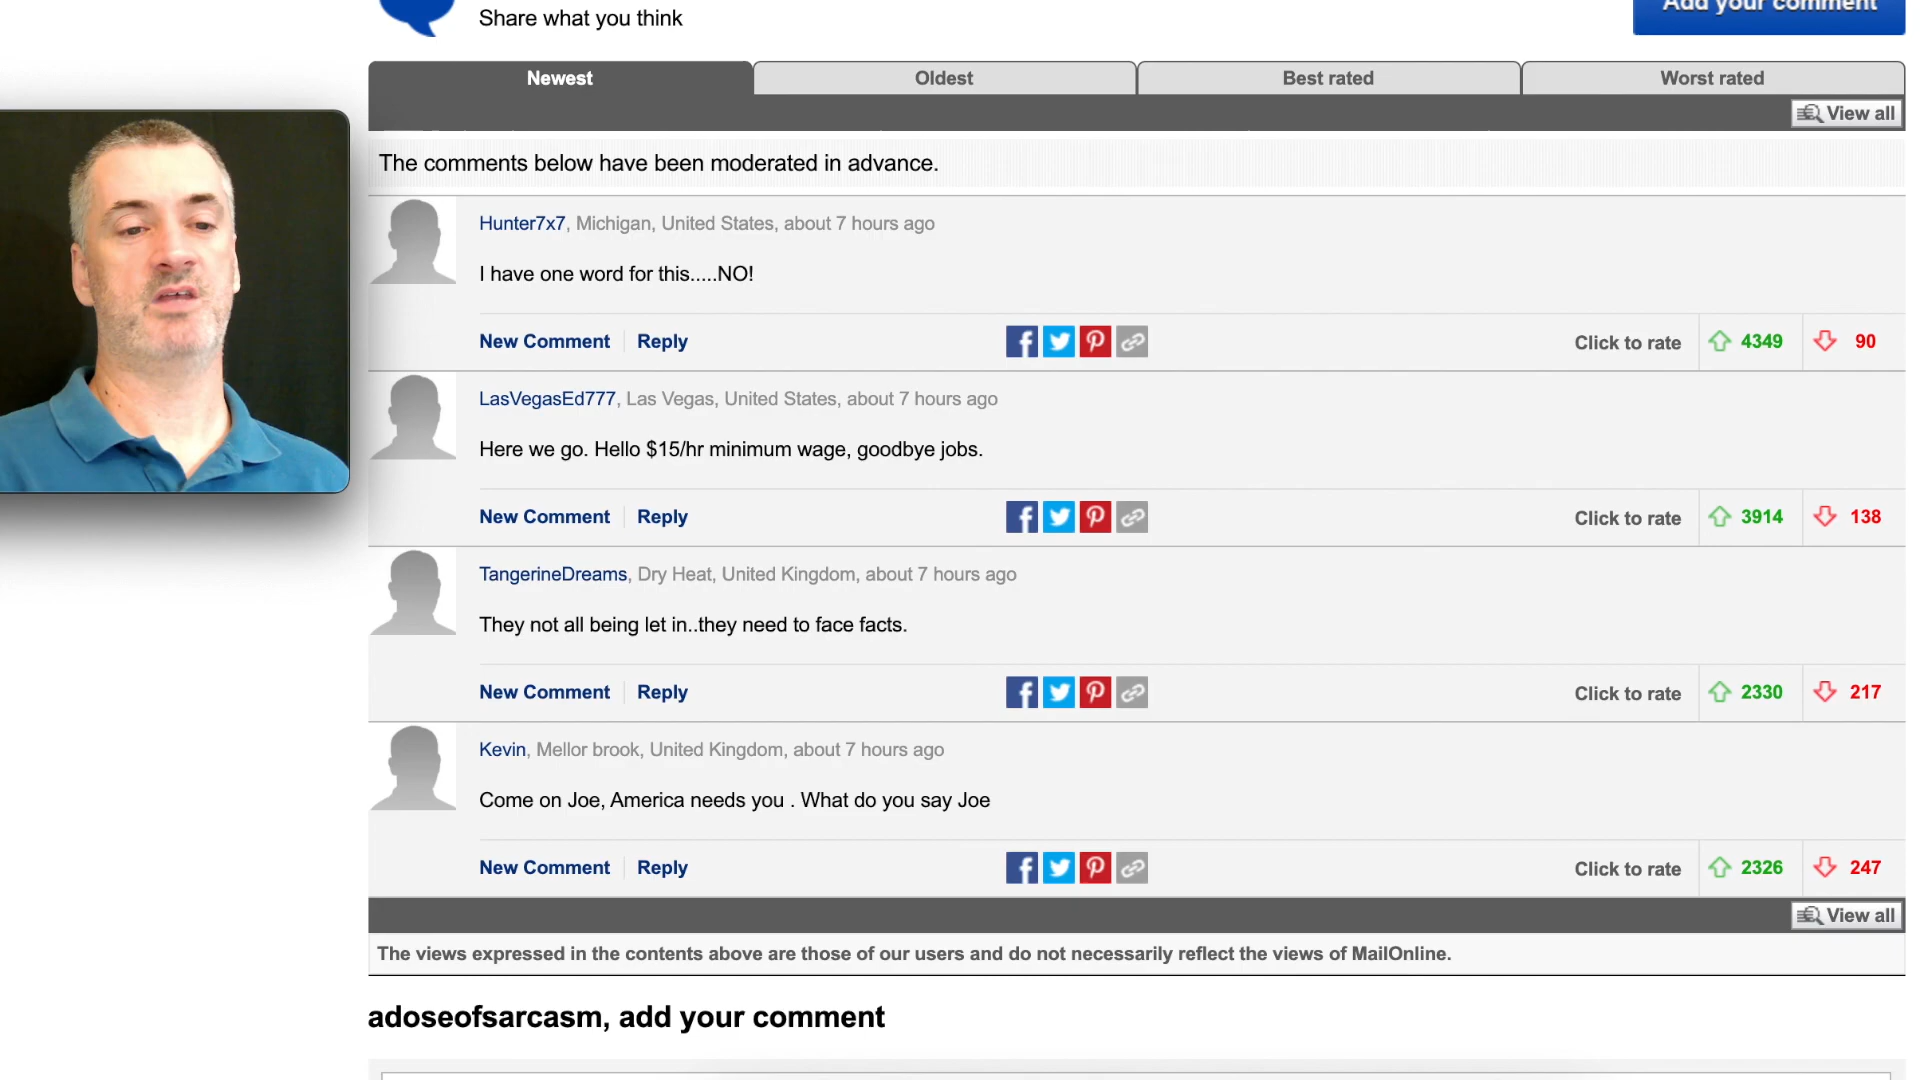 Share what you think
Add your comment
Newest
Oldest
Best rated
Worst rated
View all
The comments below have been moderated in advance.
Hunter7x7, Michigan, United States, about 7 hours ago
I have one word for this.....NO!
New Comment Reply
Click to rate 4349 90
LasVegasEd777, Las Vegas, United States, about 7 hours ago
Here we go. Hello $15/hr minimum wage, goodbye jobs.
New Comment Reply
Click to rate 3914 138
TangerineDreams, Dry Heat, United Kingdom, about 7 hours ago
They not all being let in..they need to face facts.
New Comment Reply
Click to rate 2330 217
Kevin, Mellor brook, United Kingdom, about 7 hours ago
Come on Joe, America needs you . What do you say Joe
New Comment Reply
Click to rate 2326 247
View all
The views expressed in the contents above are those of our users and do not necessarily reflect the views of MailOnline.
adoseofsarcasm, add your comment